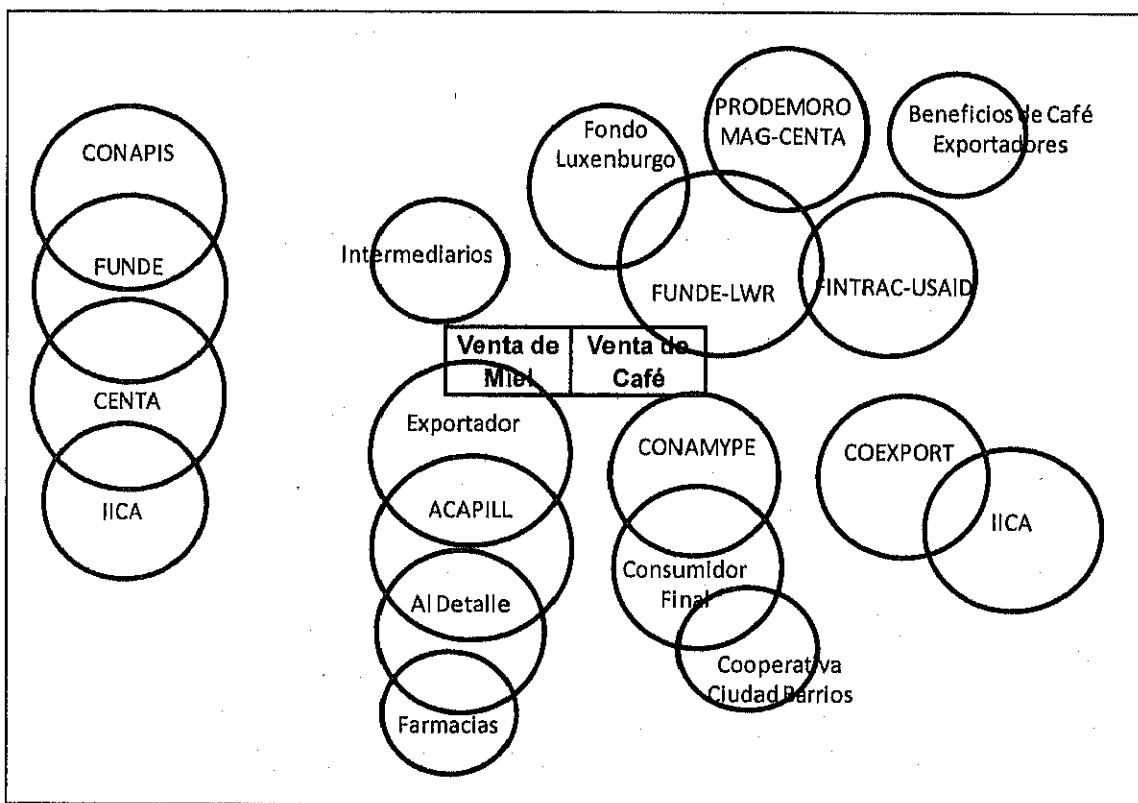 CONAPIS
FUNDE
CENTA
IICA
Intermediarios
Fondo
Luxenburgo
PRODEMORO
MAG-CENTA
Beneficios de Café
Exportadores
FUNDE-LWR
FINTRAC-USAID
Venta de
Miel
Venta de
Café
Exportador
ACAPILL
Al Detalle
Farmacias
CONAMYPE
Consumidor
Final
Cooperativa
Ciudad Barrios
COEXPORT
IICA